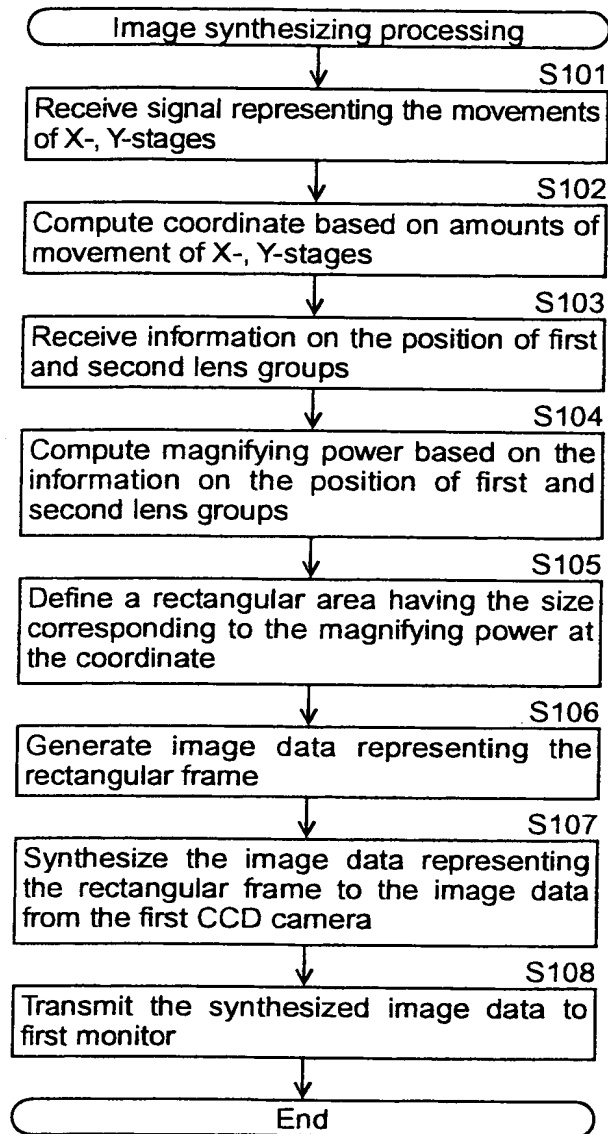 Image synthesizing processing
S101
Receive signal representing the movements
of X-, Y-stages
S102
Compute coordinate based on amounts of
movement of X-, Y-stages
S103
Receive information on the position of first
and second lens groups
S104
Compute magnifying power based on the
information on the position of first and
second lens groups
S105
Define a rectangular area having the size
corresponding to the magnifying power at
the coordinate
S106
Generate image data representing the
rectangular frame
S107
Synthesize the image data representing
the rectangular frame to the image data
from the first CCD camera
S108
Transmit the synthesized image data to
first monitor
End